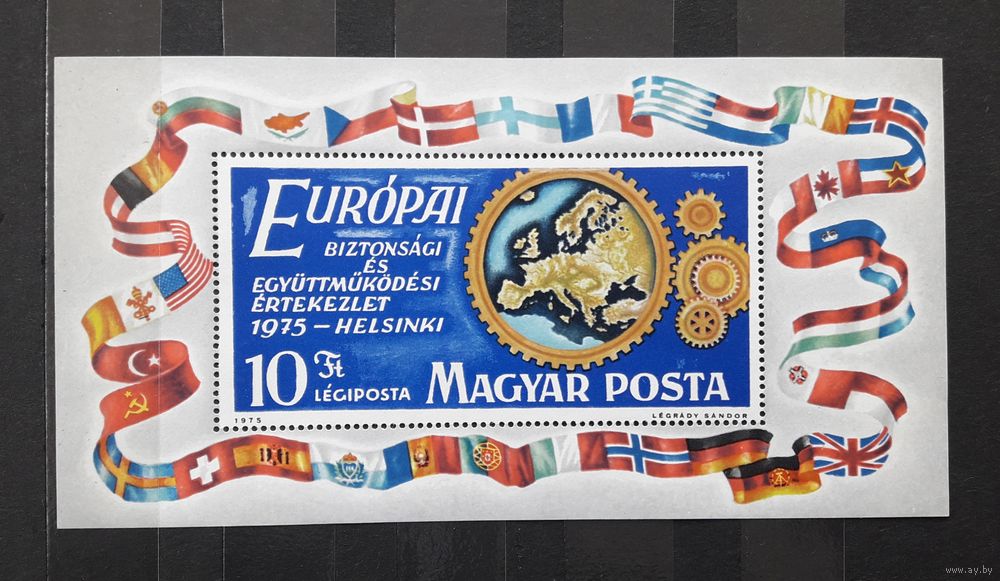 EURÓPAI
BIZTONSÁGI
ÉS
EGYÜTTMŰKÖDÉSI
ÉRTEKEZLET
1975 – HELSINKI
10 Ft
LÉGIPOSTA
MAGYAR POSTA
1975
LÉGRÁDY SÁNDOR
www.ay.by